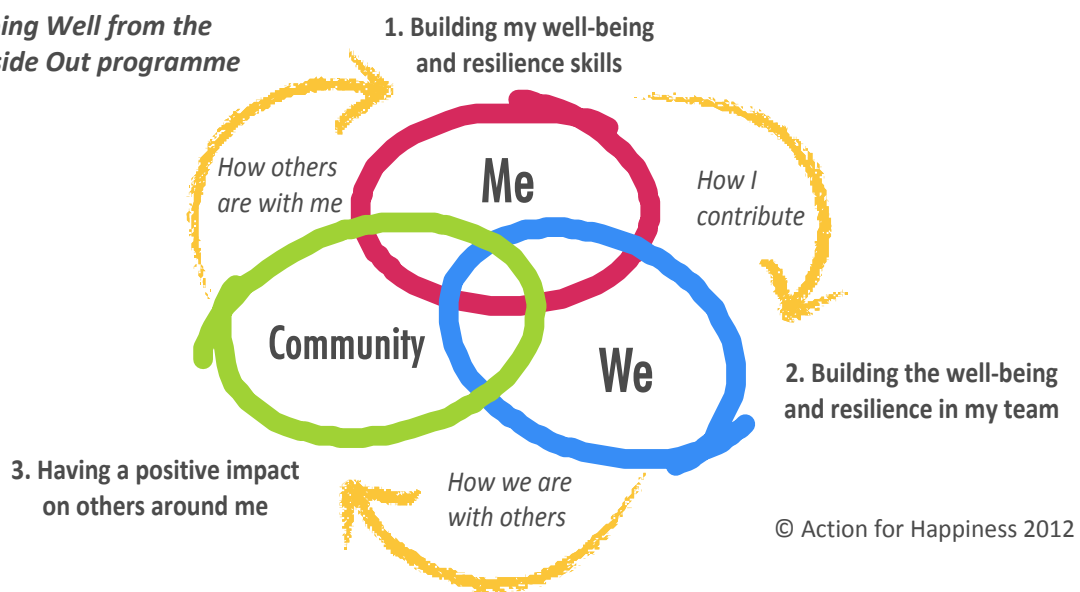 ing Well from the
side Out programme
1. Building my well-being
and resilience skills
How others
are with me
Me
How I
contribute
Community
We
2. Building the well-being
and resilience in my team
3. Having a positive impact
on others around me
How we are
with others
© Action for Happiness 2012